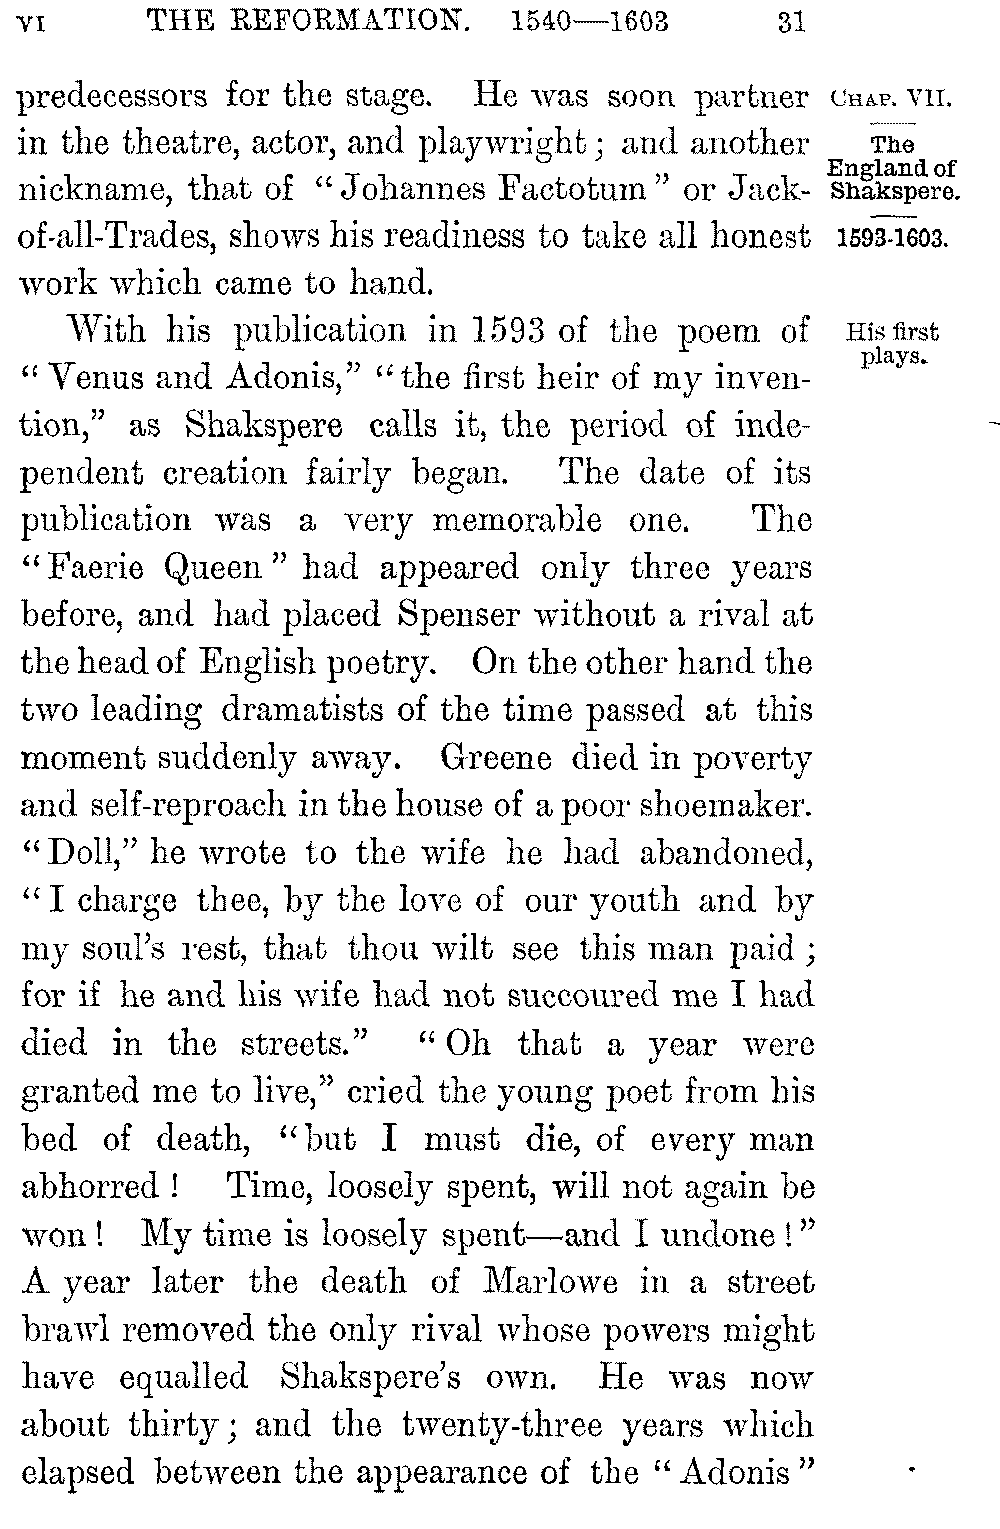 VI THE REFORMATION. 1540—1603 31
predecessors for the stage. He was soon partner
in the theatre, actor, and playwright; and another
nickname, that of “Johannes Factotum” or Jack-
of-all-Trades, shows his readiness to take all honest
work which came to hand.
With his publication in 1593 of the poem of
“Venus and Adonis,” “the first heir of my inven-
tion,” as Shakspere calls it, the period of inde-
pendent creation fairly began. The date of its
publication was a very memorable one. The
“Faerie Queen” had appeared only three years
before, and had placed Spenser without a rival at
the head of English poetry. On the other hand the
two leading dramatists of the time passed at this
moment suddenly away. Greene died in poverty
and self-reproach in the house of a poor shoemaker.
“Doll,” he wrote to the wife he had abandoned,
“I charge thee, by the love of our youth and by
my soul’s rest, that thou wilt see this man paid;
for if he and his wife had not succoured me I had
died in the streets.” “Oh that a year were
granted me to live,” cried the young poet from his
bed of death, “but I must die, of every man
abhorred! Time, loosely spent, will not again be
won! My time is loosely spent—and I undone!”
A year later the death of Marlowe in a street
brawl removed the only rival whose powers might
have equalled Shakspere’s own. He was now
about thirty; and the twenty-three years which
elapsed between the appearance of the “Adonis”
CHAP. VII.
The
England of
Shakspere.
1593-1603.
His first
plays.